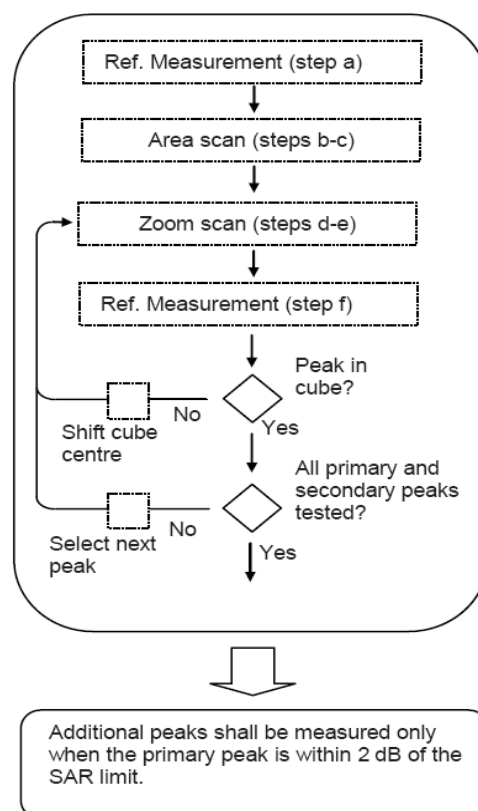 Ref. Measurement (step a)
Area scan (steps b-c)
Zoom scan (steps d-e)
Ref. Measurement (step f)
Peak in
cube?
No
Yes
Shift cube
centre
All primary and
secondary peaks
tested?
No
Yes
Select next
peak
Additional peaks shall be measured only
when the primary peak is within 2 dB of the
SAR limit.